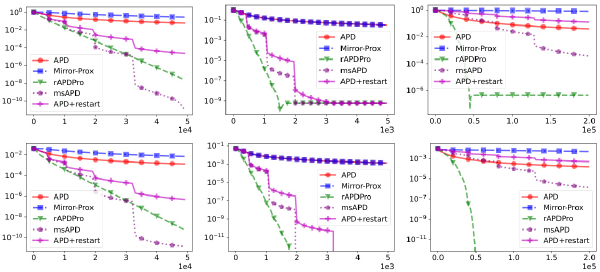 10⁰
10⁻²
10⁻⁴
10⁻⁶
10⁻⁸
10⁻¹⁰
APD
Mirror-Prox
rAPDPro
msAPD
APD+restart
0 1 2 3 4 5
1e4
10⁻¹
10⁻³
10⁻⁵
10⁻⁷
10⁻⁹
APD
Mirror-Prox
rAPDPro
msAPD
APD+restart
0 1 2 3 4 5
1e3
10⁰
10⁻²
10⁻⁴
10⁻⁶
APD
Mirror-Prox
rAPDPro
msAPD
APD+restart
0.0 0.5 1.0 1.5 2.0
1e5
10⁻²
10⁻⁴
10⁻⁶
10⁻⁸
10⁻¹⁰
APD
Mirror-Prox
rAPDPro
msAPD
APD+restart
0 1 2 3 4 5
1e4
10⁻¹
10⁻³
10⁻⁵
10⁻⁷
10⁻⁹
10⁻¹¹
APD
Mirror-Prox
rAPDPro
msAPD
APD+restart
0 1 2 3 4 5
1e3
10⁻³
10⁻⁷
10⁻¹¹
10⁻¹⁵
APD
Mirror-Prox
rAPDPro
msAPD
APD+restart
0.0 0.5 1.0 1.5 2.0
1e5